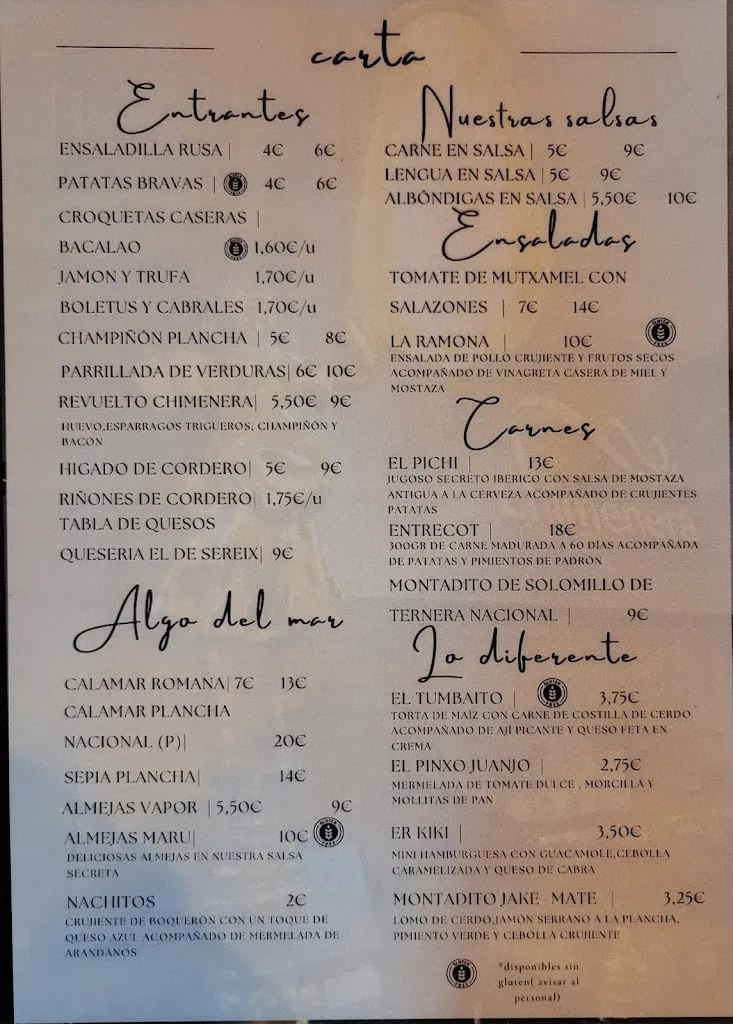 carta
Entrantes
ENSALADILLA RUSA | 4€ 6€
PATATAS BRAVAS | 4€ 6€
CROQUETAS CASERAS |
BACALAO 1,60€/u
JAMON Y TRUFA 1,70€/u
BOLETUS Y CABRALES 1,70€/u
CHAMPIÑÓN PLANCHA | 5€ 8€
PARRILLADA DE VERDURAS| 6€ 10€
REVUELTO CHIMENERA| 5,50€ 9€
HUEVO,ESPARRAGOS TRIGUEROS, CHAMPIÑÓN Y
BACON
HIGADO DE CORDERO| 5€ 9€
RIÑONES DE CORDERO| 1,75€/u
TABLA DE QUESOS
QUESERIA EL DE SEREIX| 9€
Algo del mar
CALAMAR ROMANA| 7€ 13€
CALAMAR PLANCHA
NACIONAL (P)| 20€
SEPIA PLANCHA| 14€
ALMEJAS VAPOR | 5,50€ 9€
ALMEJAS MARU| 10€
DELICIOSAS ALMEJAS EN NUESTRA SALSA
SECRETA
NACHITOS 2€
CRUJIENTE DE BOQUERÓN CON UN TOQUE DE
QUESO AZUL ACOMPAÑADO DE MERMELADA DE
ARANDANOS
Nuestras salsas
CARNE EN SALSA | 5€ 9€
LENGUA EN SALSA | 5€ 9€
ALBÓNDIGAS EN SALSA | 5,50€ 10€
Ensaladas
TOMATE DE MUTXAMEL CON
SALAZONES | 7€ 14€
LA RAMONA | 10€
ENSALADA DE POLLO CRUJIENTE Y FRUTOS SECOS
ACOMPAÑADO DE VINAGRETA CASERA DE MIEL Y
MOSTAZA
Carnes
EL PICHI | 13€
JUGOSO SECRETO IBERICO CON SALSA DE MOSTAZA
ANTIGUA A LA CERVEZA ACOMPAÑADO DE CRUJIENTES
PATATAS
ENTRECOT | 18€
300GR DE CARNE MADURADA A 60 DÍAS ACOMPAÑADA
DE PATATAS Y PIMIENTOS DE PADRÓN
MONTADITO DE SOLOMILLO DE
TERNERA NACIONAL | 9€
Lo diferente
EL TUMBAITO | 3,75€
TORTA DE MAÍZ CON CARNE DE COSTILLA DE CERDO
ACOMPAÑADO DE AJÍ PICANTE Y QUESO FETA EN
CREMA
EL PINXO JUANJO | 2,75€
MERMELADA DE TOMATE DULCE , MORCILLA Y
MOLLITAS DE PAN
ER KIKI | 3,50€
MINI HAMBURGUESA CON GUACAMOLE,CEBOLLA
CARAMELIZADA Y QUESO DE CABRA
MONTADITO JAKE -MATE | 3,25€
LOMO DE CERDO,JAMÓN SERRANO A LA PLANCHA,
PIMIENTO VERDE Y CEBOLLA CRUJIENTE
GLUTEN FREE
*disponibles sin
gluten( avisar al
personal)